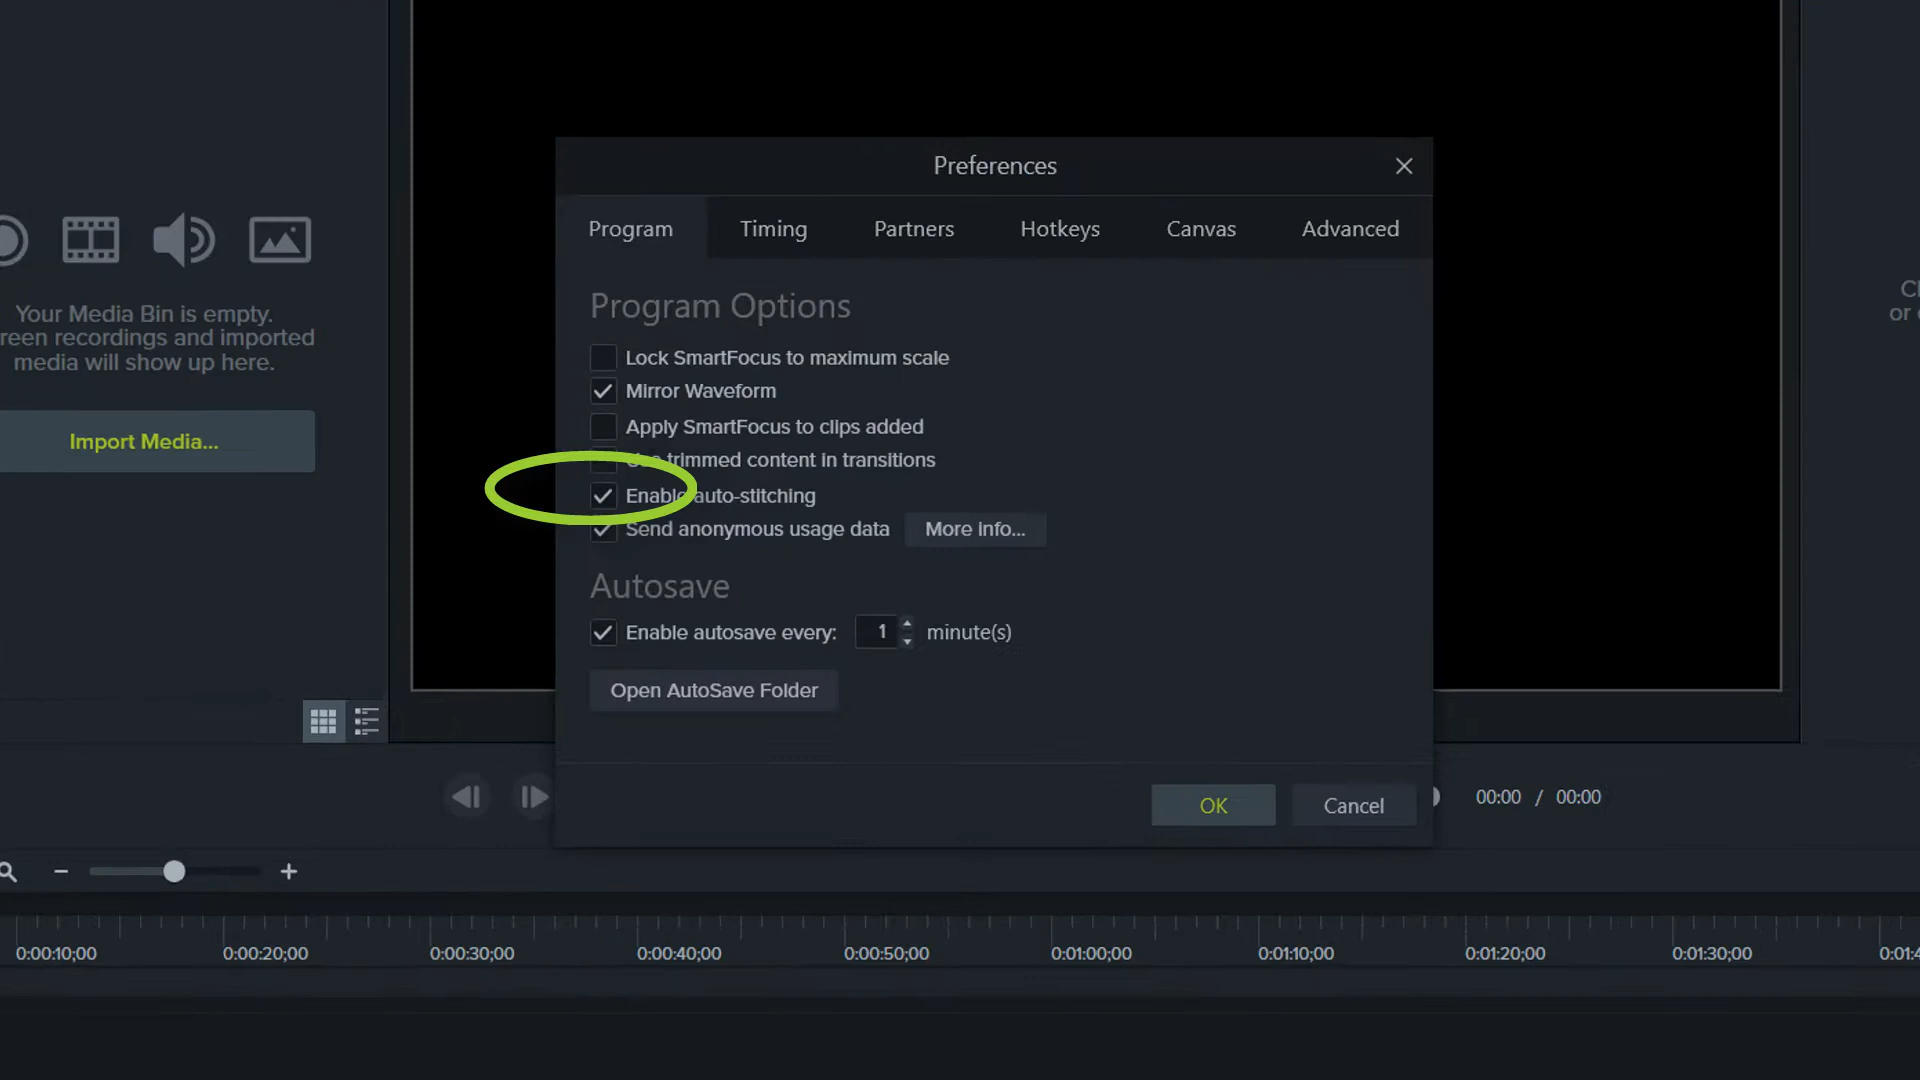 Preferences
Program Timing Partners Hotkeys Canvas Advanced
Program Options
Lock SmartFocus to maximum scale
Mirror Waveform
Apply SmartFocus to clips added
trimmed content in transitions
Enable auto-stitching
Send anonymous usage data More Info...
Autosave
Enable autosave every: 1 minute(s)
Open AutoSave Folder
OK Cancel
Your Media Bin is empty.
reen recordings and imported
media will show up here.
Import Media...
or
00:00 / 00:00
0:00:10;00 0:00:20;00 0:00:30;00 0:00:40;00 0:00:50;00 0:01:00;00 0:01:10;00 0:01:20;00 0:01:30;00 0:01:4